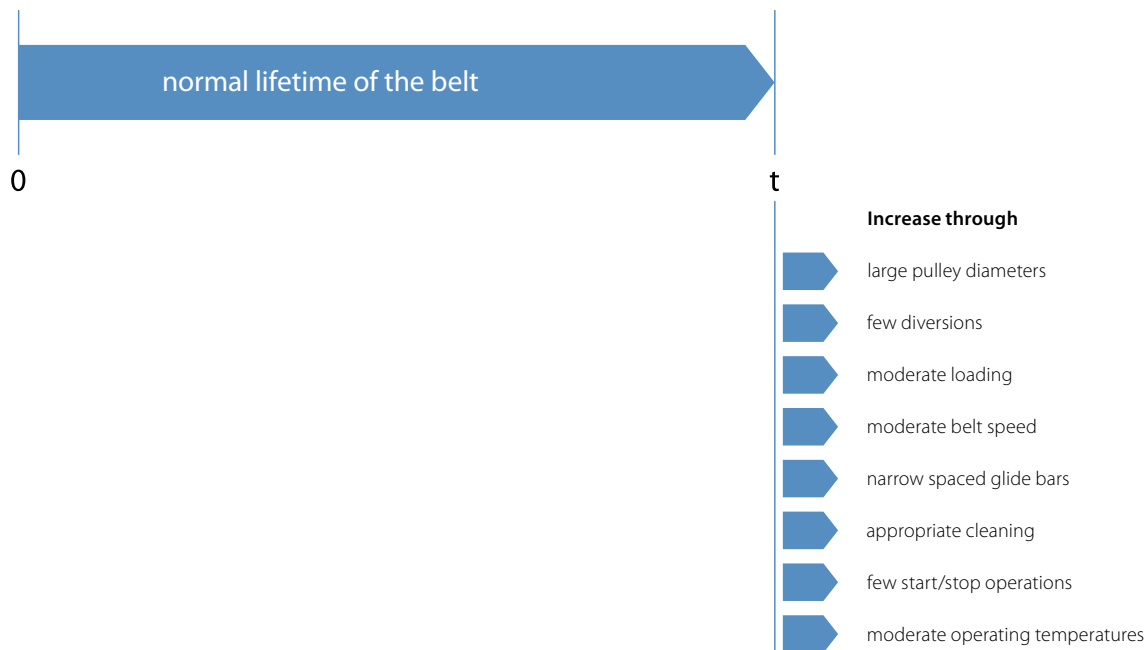 normal lifetime of the belt
0
t
Increase through
large pulley diameters
few diversions
moderate loading
moderate belt speed
narrow spaced glide bars
appropriate cleaning
few start/stop operations
moderate operating temperatures